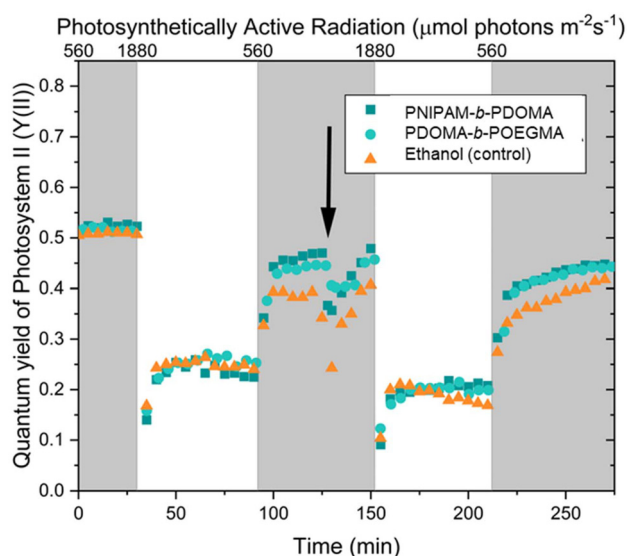 Photosynthetically Active Radiation (μmol photons m⁻²s⁻¹)
560 1880 560 1880 560
0.8
0.7
0.6
0.5
0.4
0.3
0.2
0.1
0.0
Quantum yield of Photosystem II (Y(II))
PNIPAM-b-PDOMA
PDOMA-b-POEGMA
Ethanol (control)
0 50 100 150 200 250
Time (min)